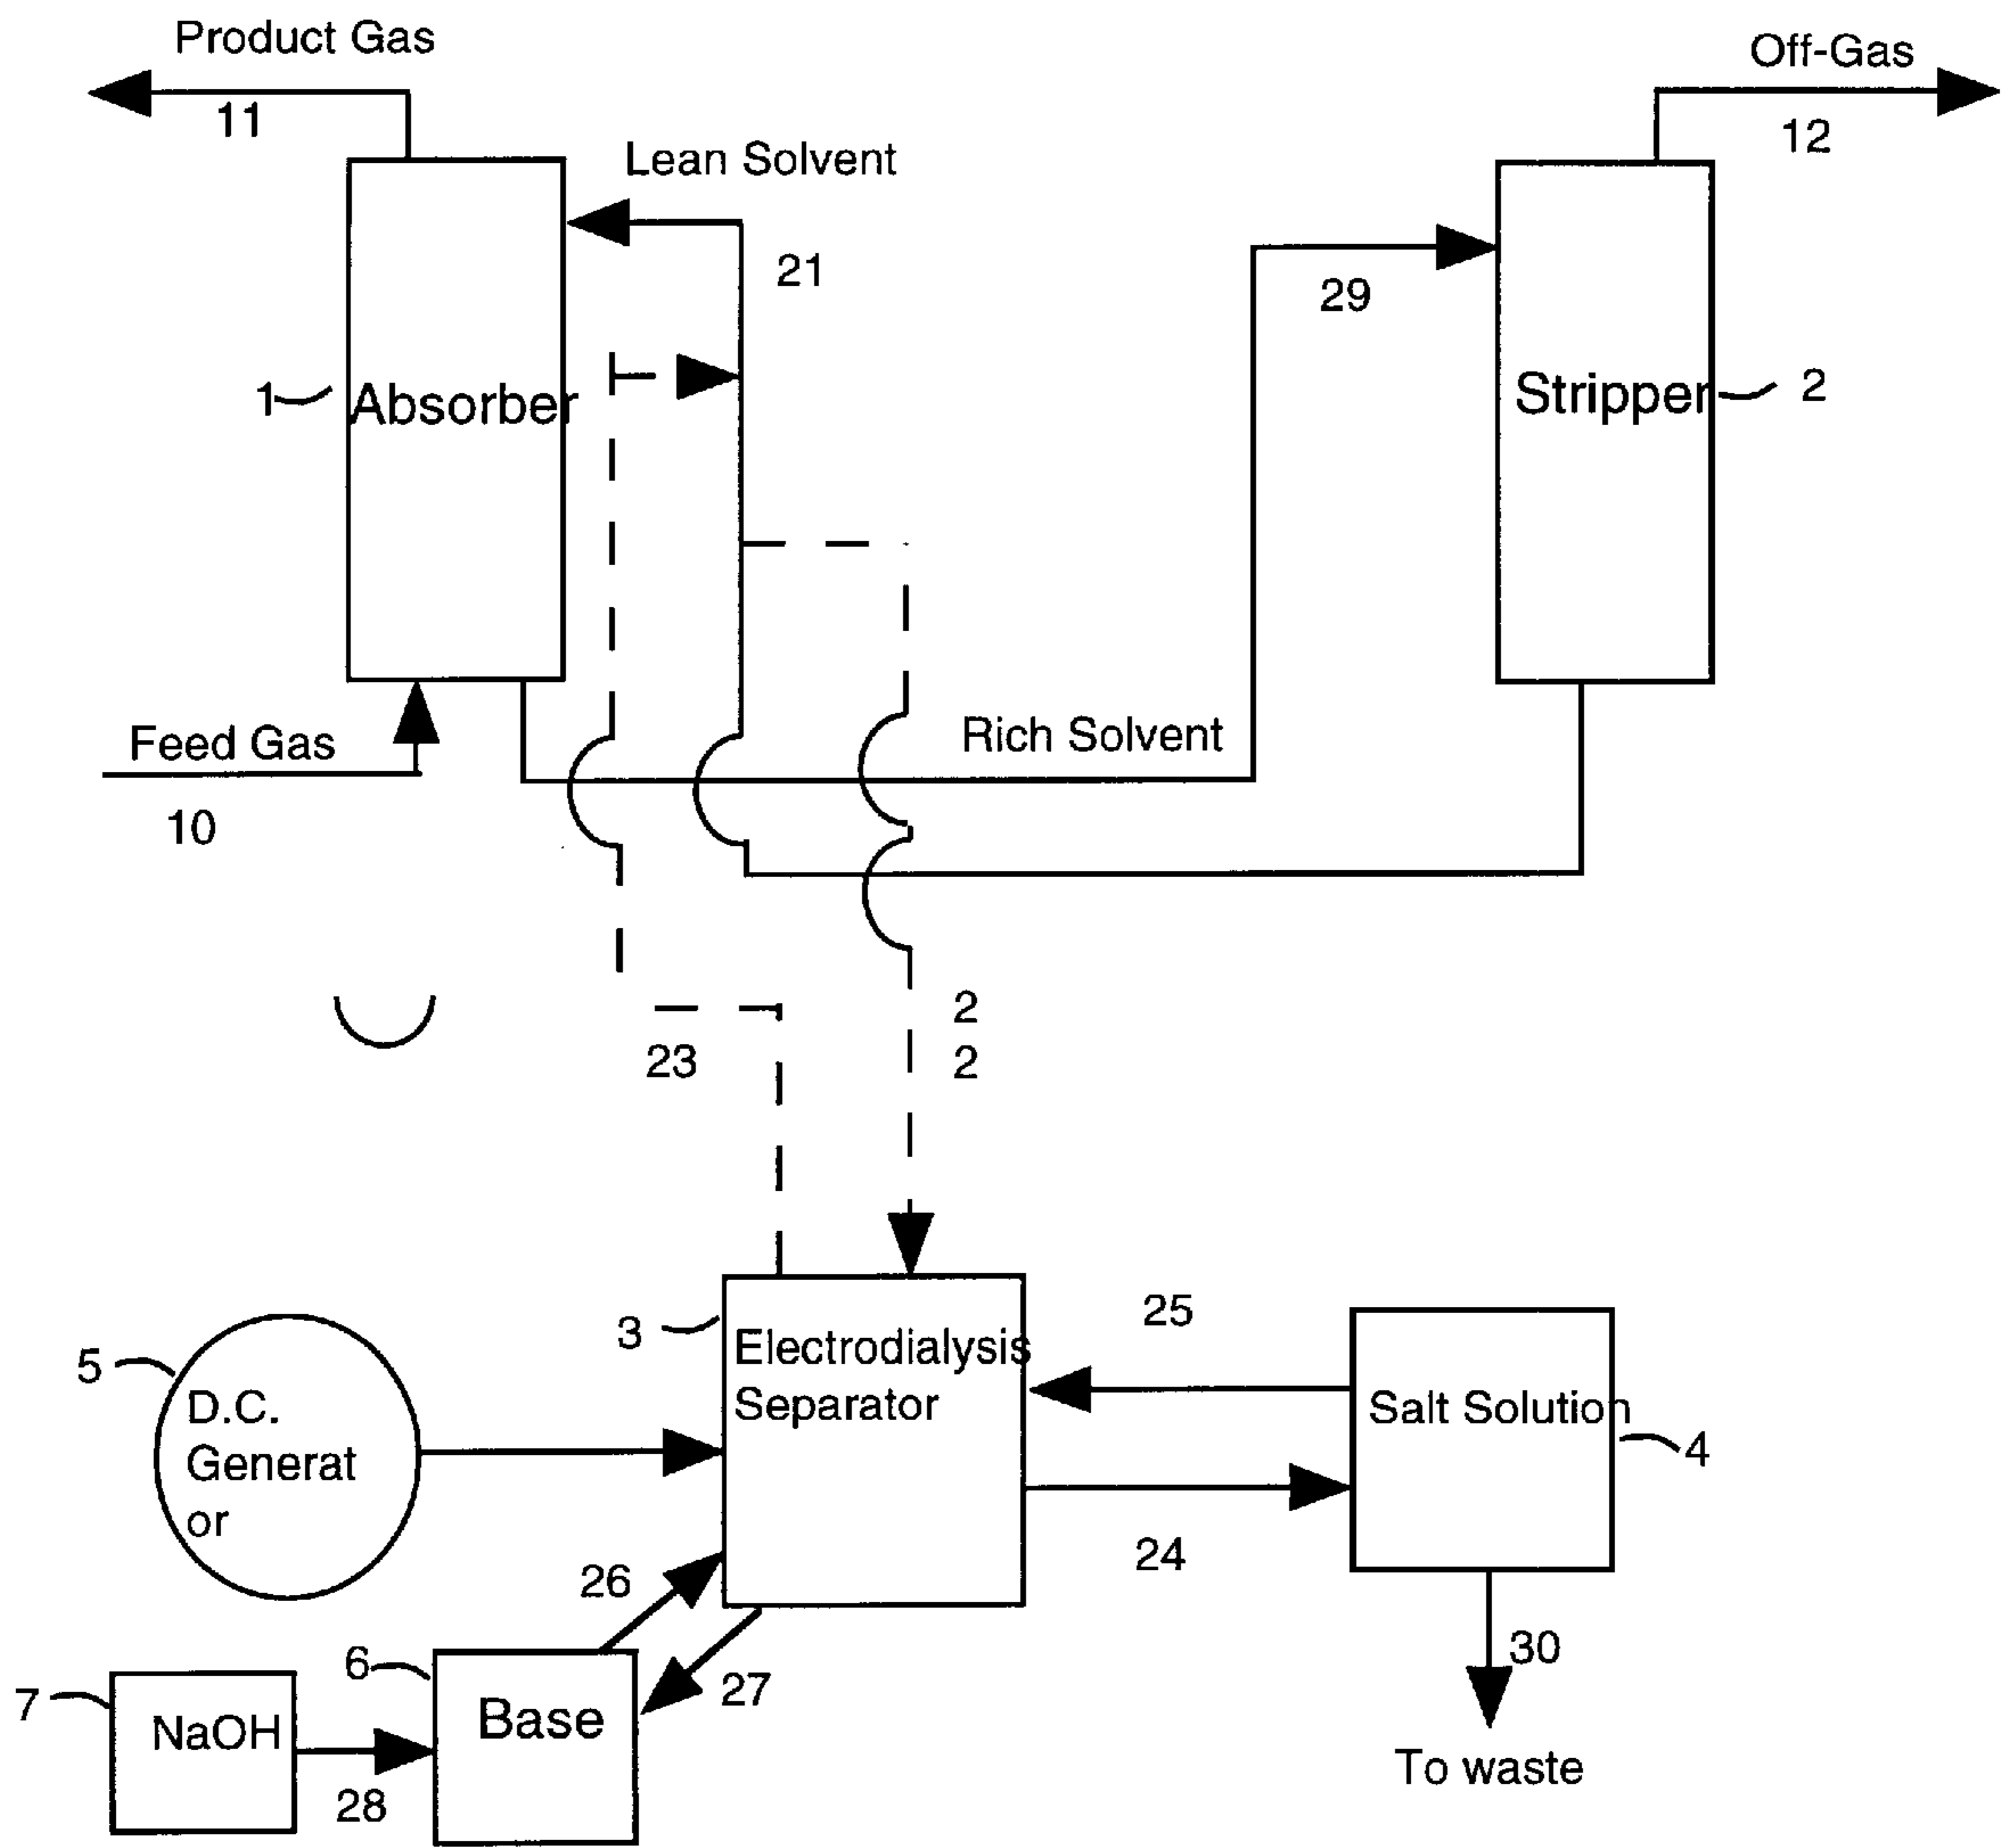 Product Gas
11
Off-Gas
12
Lean Solvent
21
29
1
Absorber
Stripper
2
Feed Gas
10
Rich Solvent
23
2
2
3
Electrodialysis
Separator
25
5
D.C.
Generat
or
Salt Solution
4
24
26
27
6
Base
7
NaOH
28
30
To waste